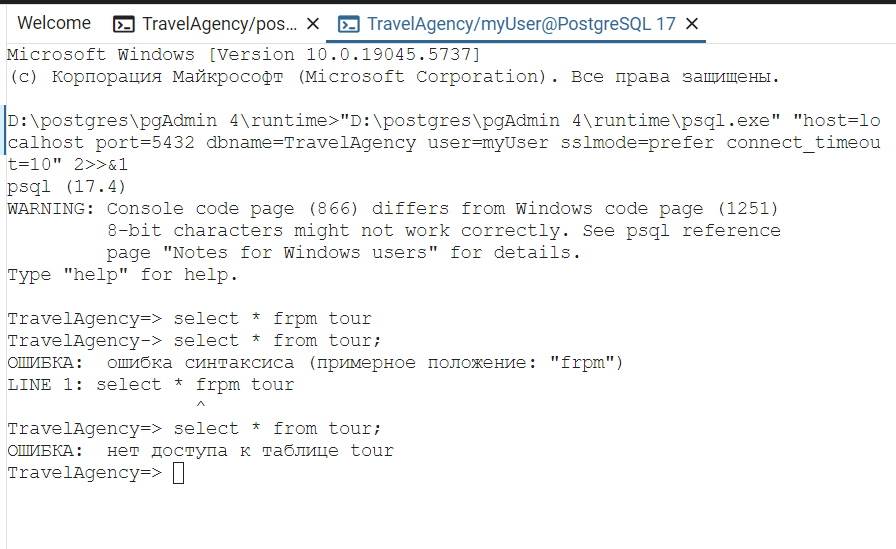 Welcome TravelAgency/pos... × TravelAgency/myUser@PostgreSQL 17 ×
Microsoft Windows [Version 10.0.19045.5737]
(c) Корпорация Майкрософт (Microsoft Corporation). Все права защищены.
D:\postgres\pgAdmin 4\runtime>"D:\postgres\pgAdmin 4\runtime\psql.exe" "host=lo
calhost port=5432 dbname=TravelAgency user=myUser sslmode=prefer connect_timeou
t=10" 2>>&1
psql (17.4)
WARNING: Console code page (866) differs from Windows code page (1251)
         8-bit characters might not work correctly. See psql reference
         page "Notes for Windows users" for details.
Type "help" for help.
TravelAgency=> select * frpm tour
TravelAgency-> select * from tour;
ОШИБКА:  ошибка синтаксиса (примерное положение: "frpm")
LINE 1: select * frpm tour
                 ^
TravelAgency=> select * from tour;
ОШИБКА:  нет доступа к таблице tour
TravelAgency=>